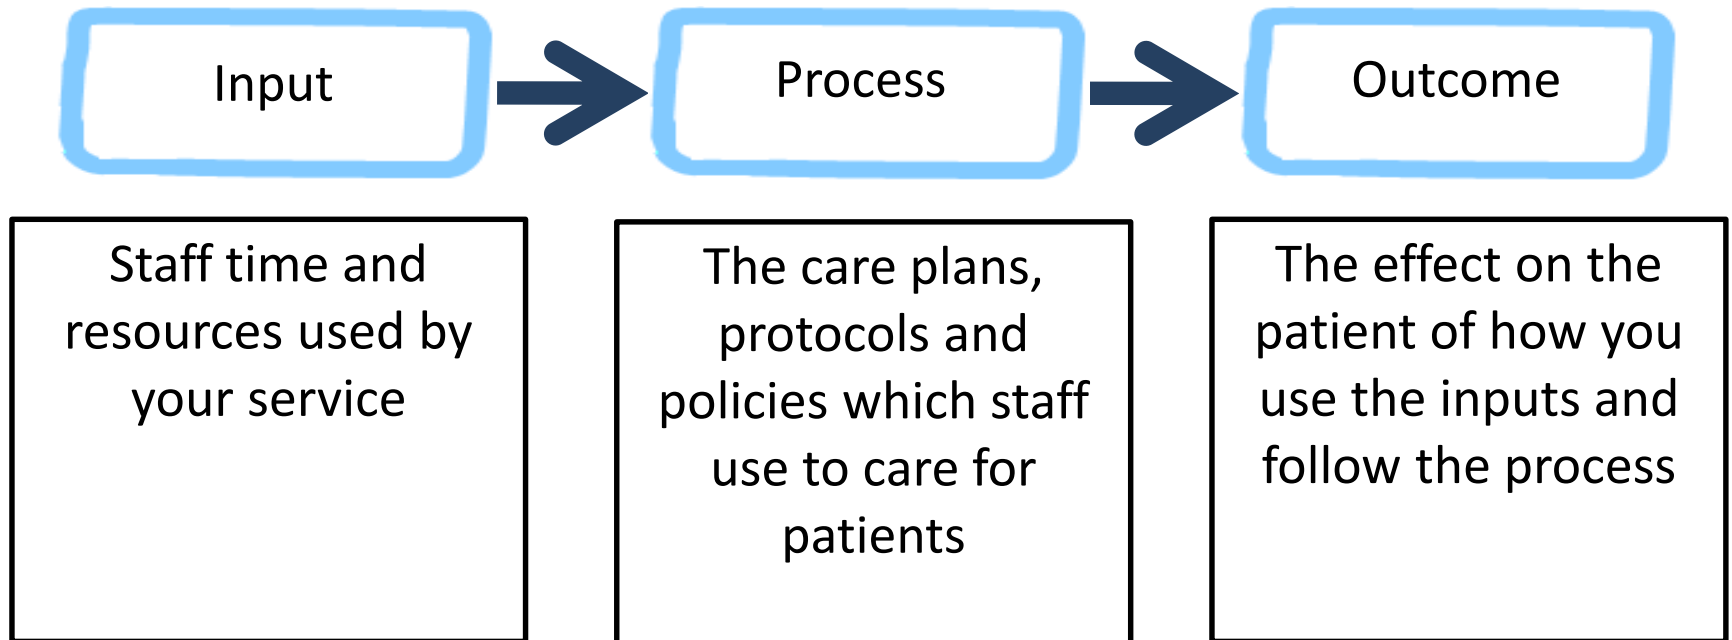 Input
Process
Outcome
Staff time and
resources used by
your service
The care plans,
protocols and
policies which staff
use to care for
patients
The effect on the
patient of how you
use the inputs and
follow the process